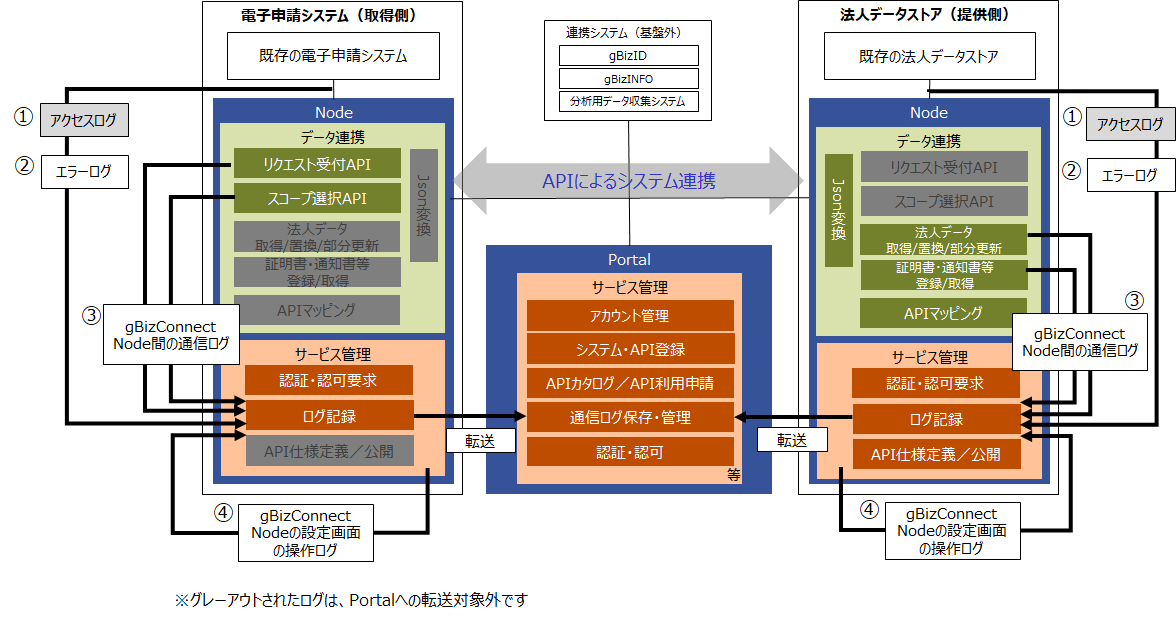 電子申請システム（取得側）
既存の電子申請システム
①
アクセスログ
②
エラーログ
Node
データ連携
リクエスト受付API
スコープ選択API
法人データ
取得/置換/部分更新
証明書・通知書等
登録/取得
APIマッピング
Json変換
③
gBizConnect
Node間の通信ログ
サービス管理
認証・認可要求
ログ記録
API仕様定義／公開
転送
④
gBizConnect
Nodeの設定画面
の操作ログ
連携システム（基盤外）
gBizID
gBizINFO
分析用データ収集システム
APIによるシステム連携
Portal
サービス管理
アカウント管理
システム・API登録
APIカタログ／API利用申請
通信ログ保存・管理
認証・認可
等
法人データストア（提供側）
既存の法人データストア
①
アクセスログ
②
エラーログ
Node
データ連携
Json変換
リクエスト受付API
スコープ選択API
法人データ
取得/置換/部分更新
証明書・通知書等
登録/取得
APIマッピング
③
gBizConnect
Node間の通信ログ
サービス管理
認証・認可要求
ログ記録
API仕様定義／公開
転送
④
gBizConnect
Nodeの設定画面
の操作ログ
※グレーアウトされたログは、Portalへの転送対象外です